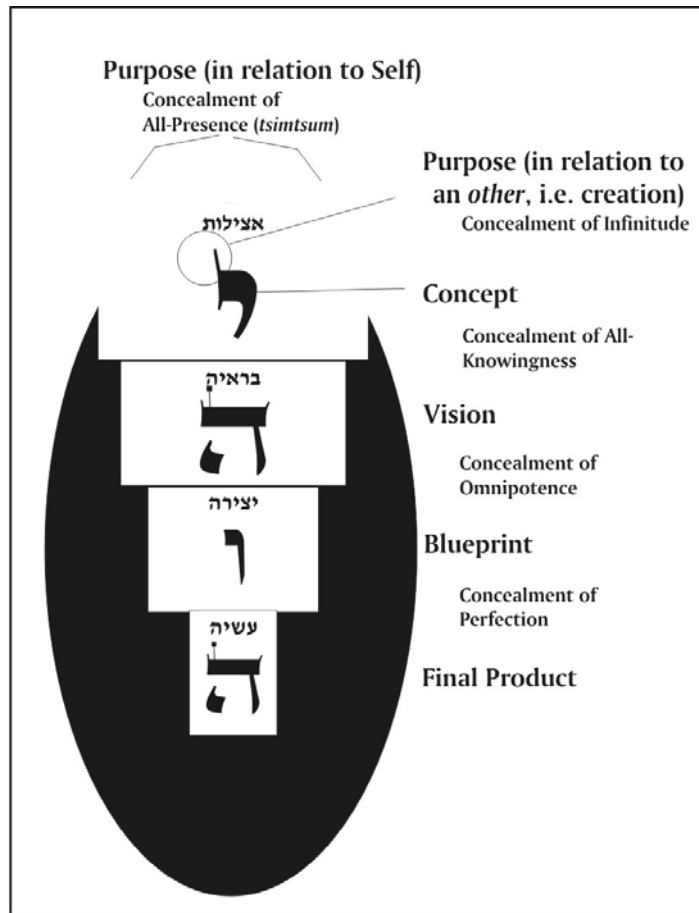 Purpose (in relation to Self)
Concealment of
All-Presence (tsimtsum)
Purpose (in relation to
an other, i.e. creation)
Concealment of Infinitude
אצילות
י
Concept
Concealment of All-
Knowingness
בראיה
ה
Vision
Concealment of
Omnipotence
יצירה
ו
Blueprint
Concealment of
Perfection
עשיה
ה
Final Product